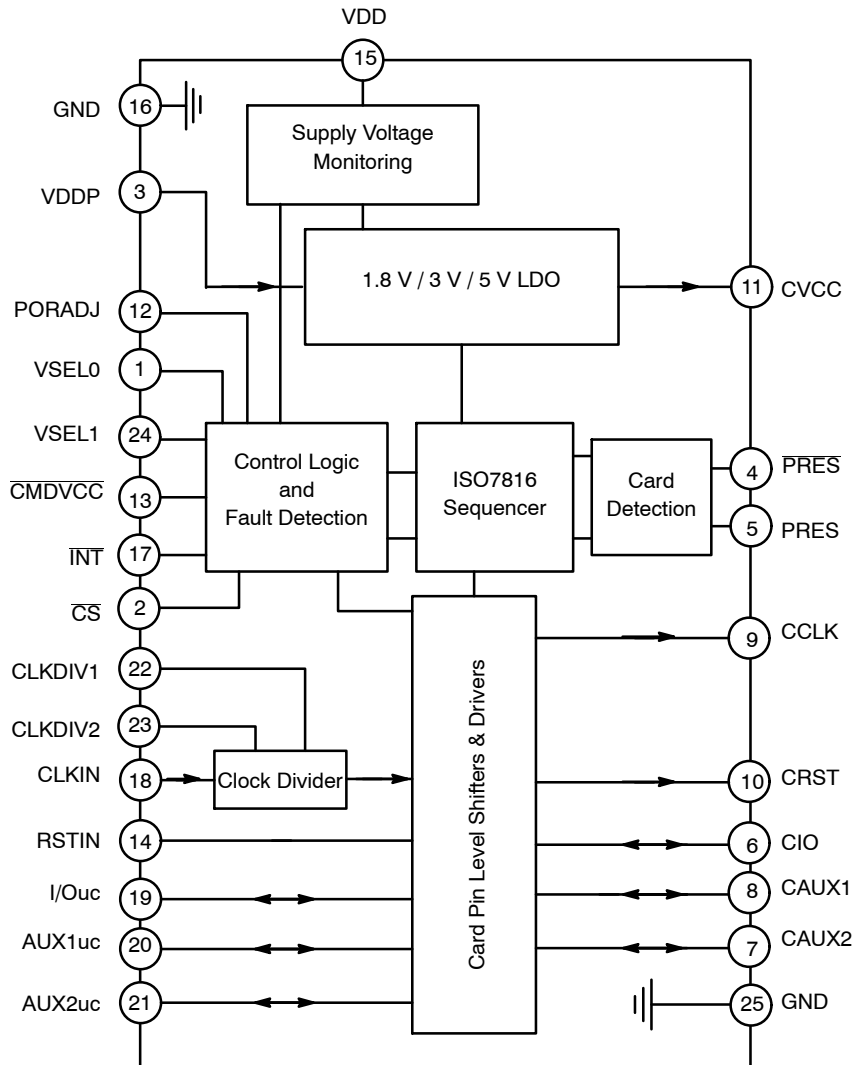 VDD
15
GND
16
Supply Voltage
Monitoring
VDDP
3
1.8 V / 3 V / 5 V LDO
11
CVCC
PORADJ
12
VSEL0
1
VSEL1
24
CMDVCC
13
INT
17
CS
2
Control Logic
and
Fault Detection
ISO7816
Sequencer
Card
Detection
4
PRES
5
PRES
CLKDIV1
22
CLKDIV2
23
CLKIN
18
Clock Divider
RSTIN
14
I/Ouc
19
AUX1uc
20
AUX2uc
21
Card Pin Level Shifters & Drivers
9
CCLK
10
CRST
6
CIO
8
CAUX1
7
CAUX2
25
GND